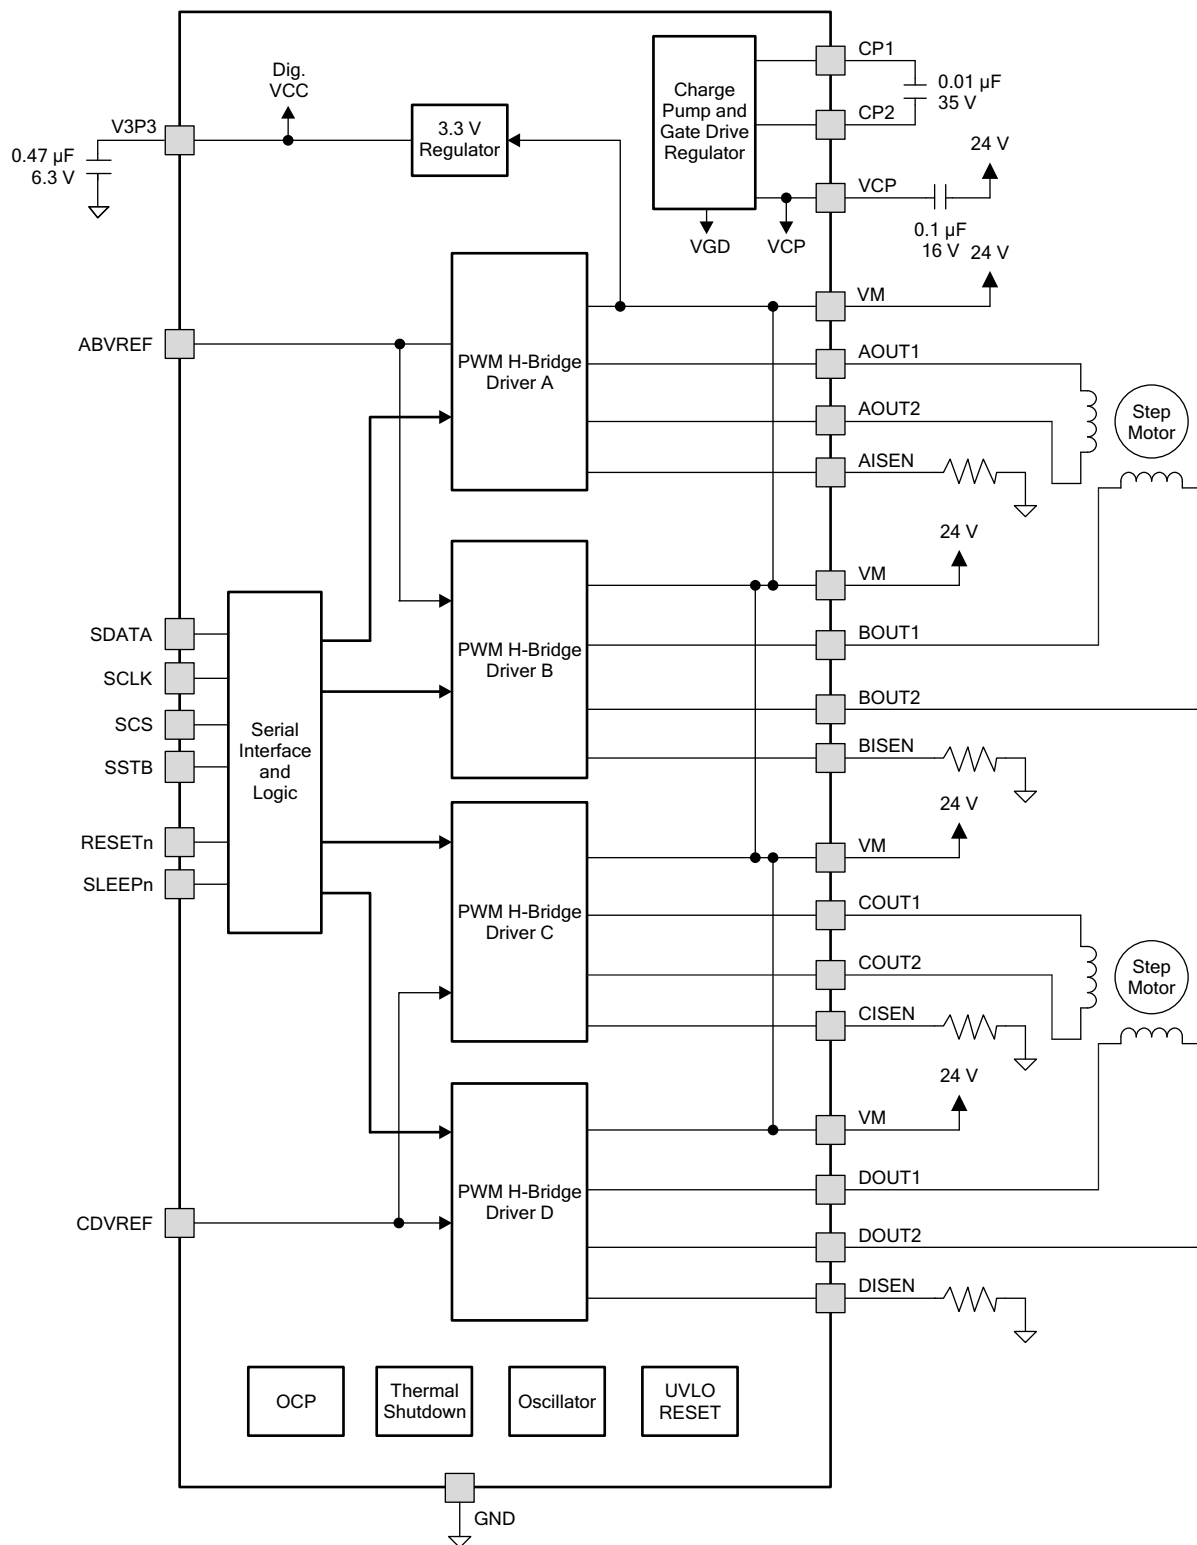 CP1
Dig.
VCC
Charge
Pump and
Gate Drive
Regulator
0.01 µF
35 V
V3P3
3.3 V
Regulator
CP2
0.47 µF
6.3 V
24 V
VCP
VGD
VCP
0.1 µF
16 V
24 V
VM
ABVREF
PWM H-Bridge
Driver A
AOUT1
AOUT2
Step
Motor
AISEN
24 V
VM
SDATA
SCLK
SCS
SSTB
RESETn
SLEEPn
Serial
Interface
and
Logic
PWM H-Bridge
Driver B
BOUT1
BOUT2
BISEN
24 V
VM
PWM H-Bridge
Driver C
COUT1
COUT2
Step
Motor
CISEN
24 V
VM
CDVREF
PWM H-Bridge
Driver D
DOUT1
DOUT2
DISEN
OCP
Thermal
Shutdown
Oscillator
UVLO
RESET
GND